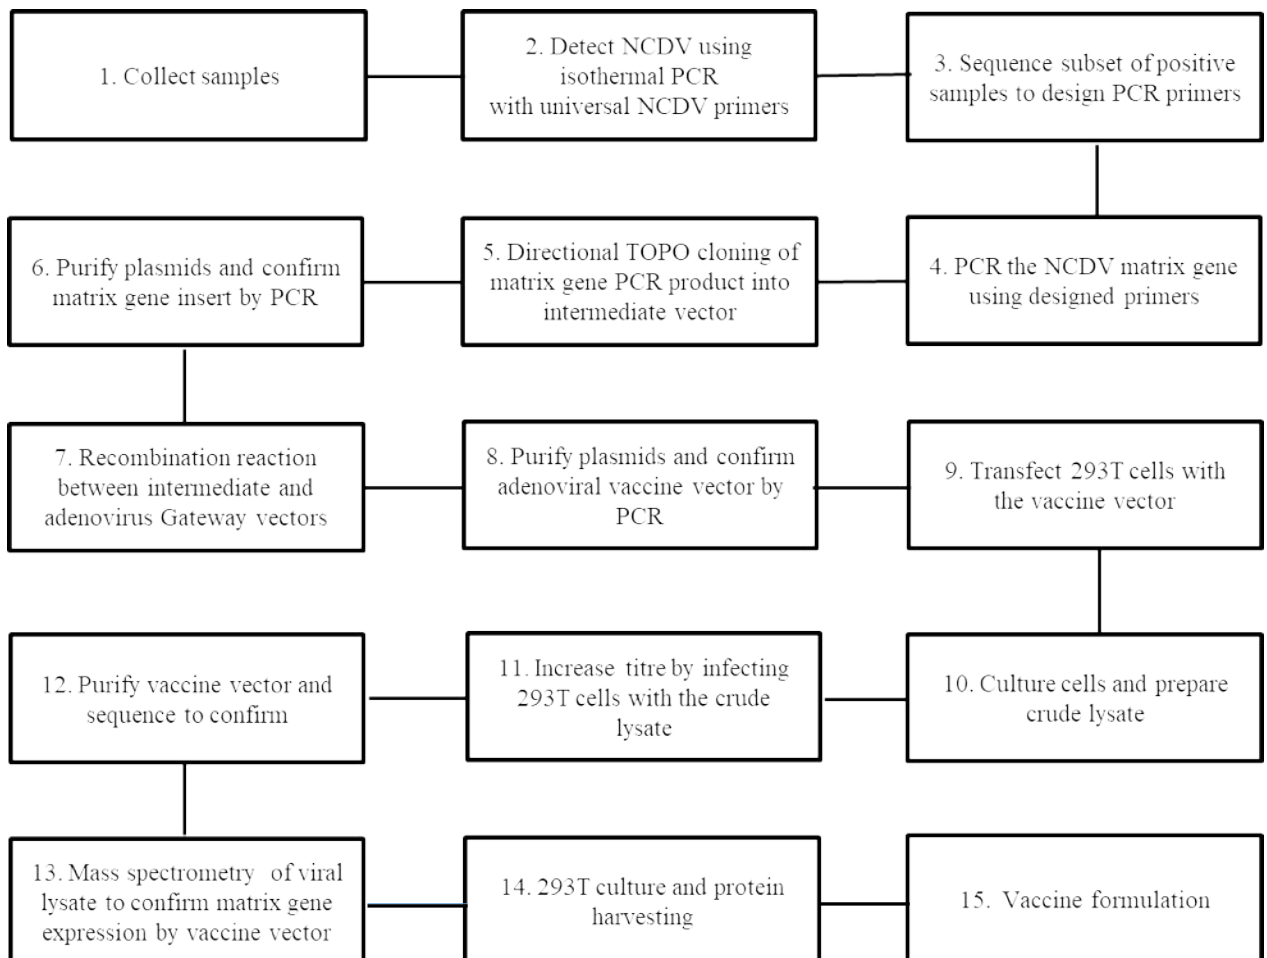 1. Collect samples
2. Detect NCDV using
isothermal PCR
with universal NCDV primers
3. Sequence subset of positive
samples to design PCR primers
4. PCR the NCDV matrix gene
using designed primers
5. Directional TOPO cloning of
matrix gene PCR product into
intermediate vector
6. Purify plasmids and confirm
matrix gene insert by PCR
7. Recombination reaction
between intermediate and
adenovirus Gateway vectors
8. Purify plasmids and confirm
adenoviral vaccine vector by
PCR
9. Transfect 293T cells with
the vaccine vector
10. Culture cells and prepare
crude lysate
11. Increase titre by infecting
293T cells with the crude
lysate
12. Purify vaccine vector and
sequence to confirm
13. Mass spectrometry of viral
lysate to confirm matrix gene
expression by vaccine vector
14. 293T culture and protein
harvesting
15. Vaccine formulation